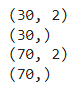 (30, 2)
(30,)
(70, 2)
(70,)